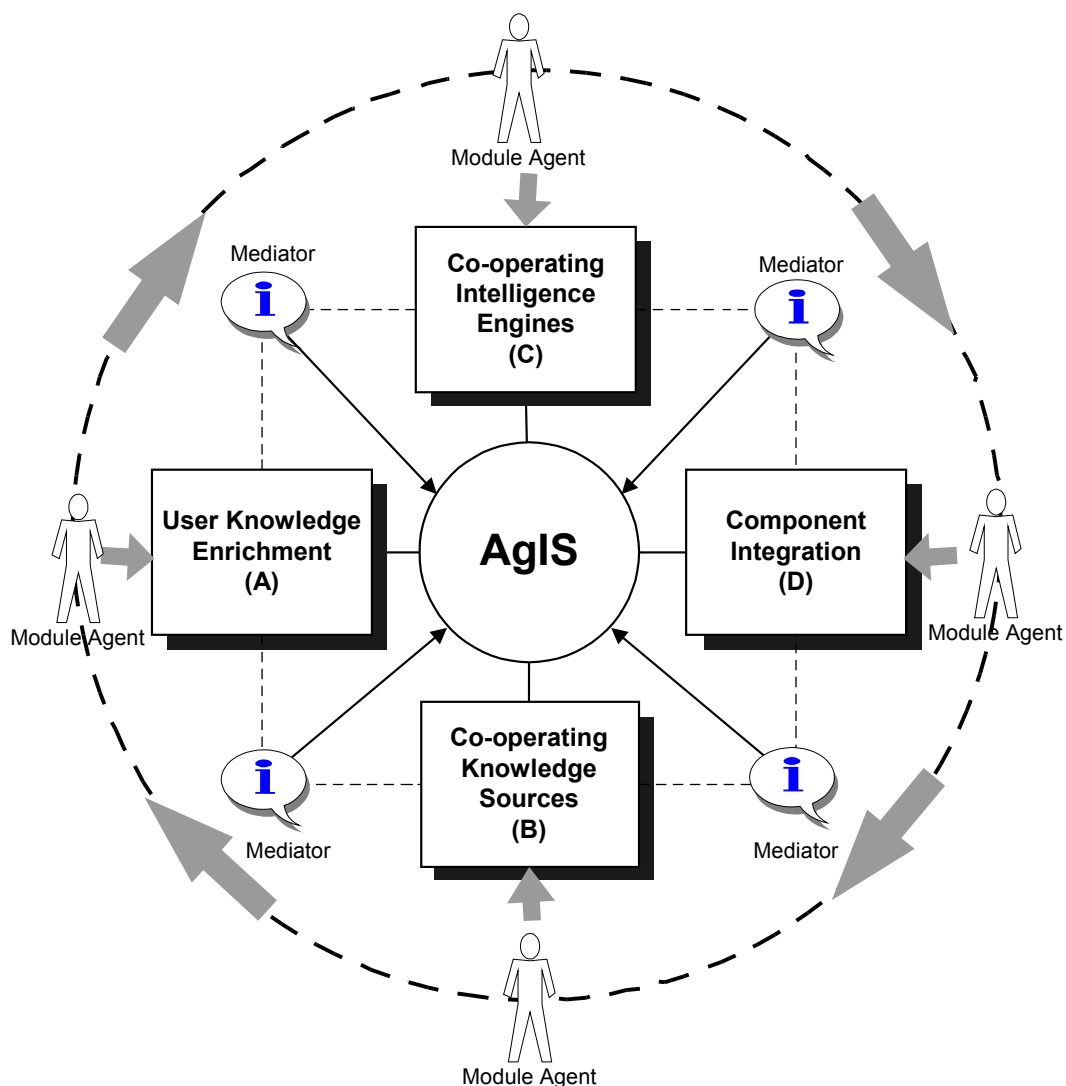 Module Agent
Mediator
Mediator
i
i
Co-operating
Intelligence
Engines
(C)
User Knowledge
Enrichment
(A)
AgIS
Component
Integration
(D)
Module Agent
Module Agent
Co-operating
Knowledge
Sources
(B)
i
i
Mediator
Mediator
Module Agent